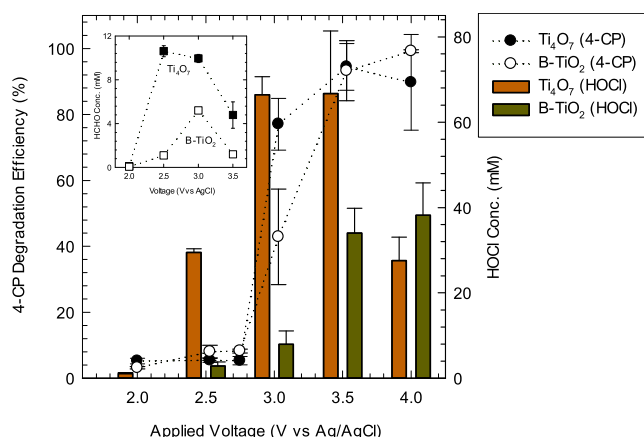 4-CP Degradation Efficiency (%)
100
80
60
40
20
0
HCHO Conc. (mM)
12
8
4
0
Ti₄O₇
B-TiO₂
2.0 2.5 3.0 3.5
Voltage (V vs AgCl)
2.0 2.5 3.0 3.5 4.0
Applied Voltage (V vs Ag/AgCl)
80
60
40
20
0
HOCl Conc. (mM)
Ti₄O₇ (4-CP)
B-TiO₂ (4-CP)
Ti₄O₇ (HOCl)
B-TiO₂ (HOCl)